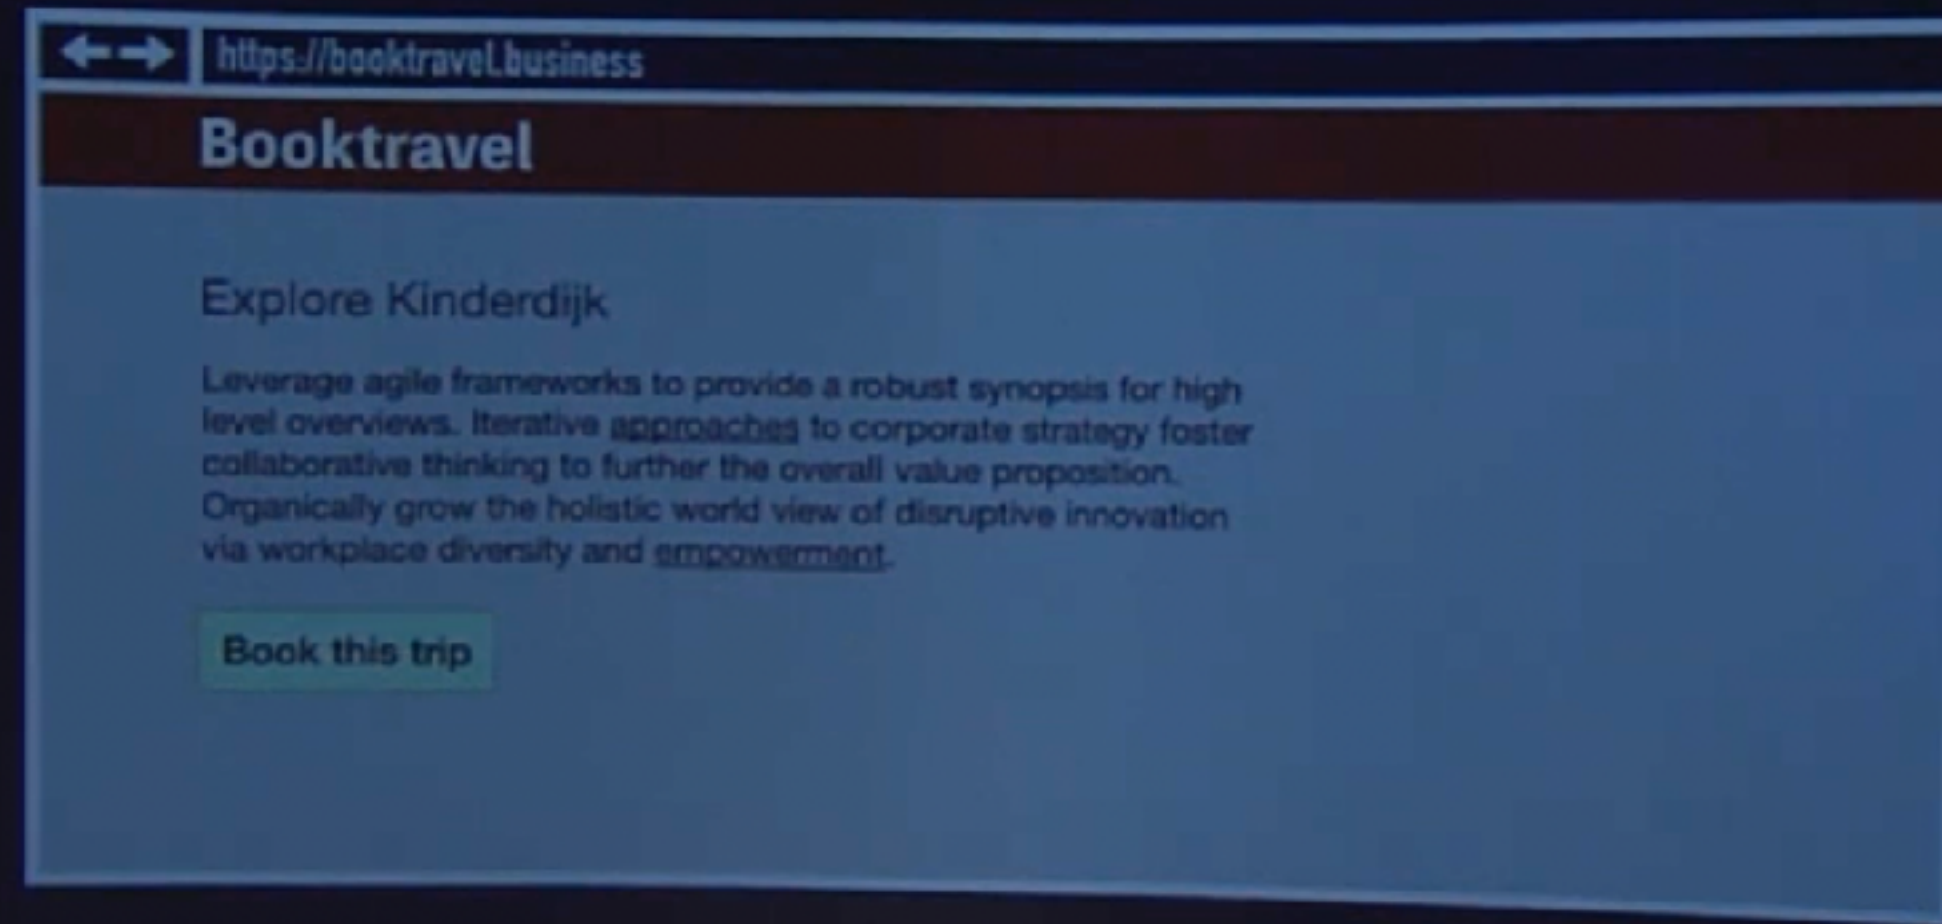 https://booktravel.business
Booktravel
Explore Kinderdijk
Leverage agile frameworks to provide a robust synopsis for high
level overviews. Iterative approaches to corporate strategy foster
collaborative thinking to further the overall value proposition.
Organically grow the holistic world view of disruptive innovation
via workplace diversity and empowerment.
Book this trip